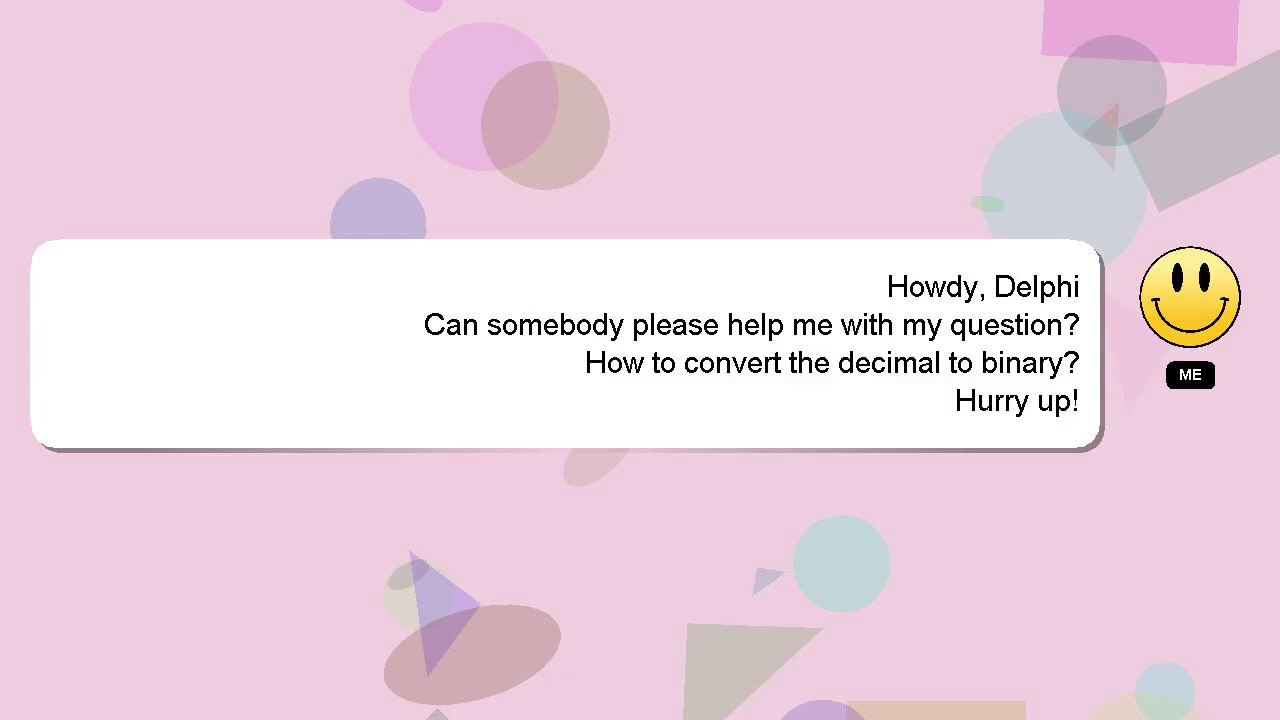 Howdy, Delphi
Can somebody please help me with my question?
How to convert the decimal to binary?
Hurry up!
ME